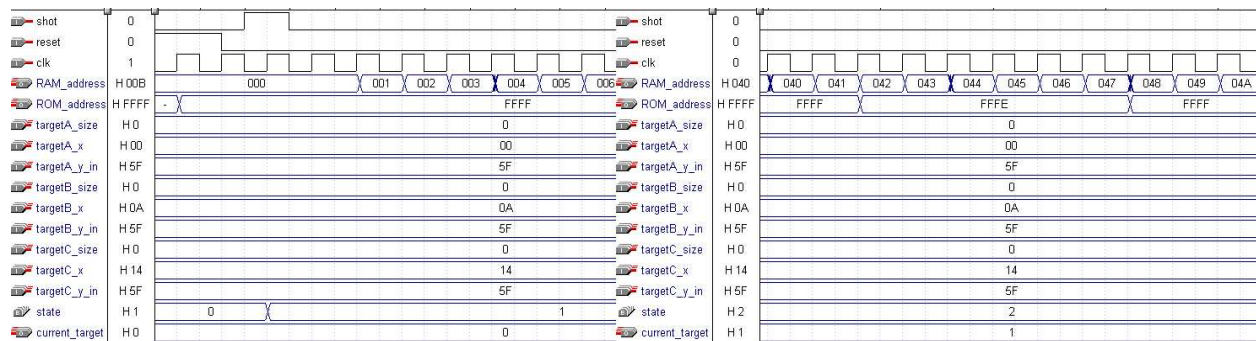 shot 0 shot 0
reset 0 reset 0
clk 1 clk 0
RAM_address H 00B 000 001 002 003 004 005 006 RAM_address H 040 040 041 042 043 044 045 046 047 048 049 04A
ROM_address H FFFF - FFFF ROM_address H FFFF FFFF FFFE FFFF
targetA_size H 0 0 targetA_size H 0 0
targetA_x H 00 00 targetA_x H 00 00
targetA_y_in H 5F 5F targetA_y_in H 5F 5F
targetB_size H 0 0 targetB_size H 0 0
targetB_x H 0A 0A targetB_x H 0A 0A
targetB_y_in H 5F 5F targetB_y_in H 5F 5F
targetC_size H 0 0 targetC_size H 0 0
targetC_x H 14 14 targetC_x H 14 14
targetC_y_in H 5F 5F targetC_y_in H 5F 5F
state H 1 0 1 state H 2 2
current_target H 0 0 current_target H 1 1